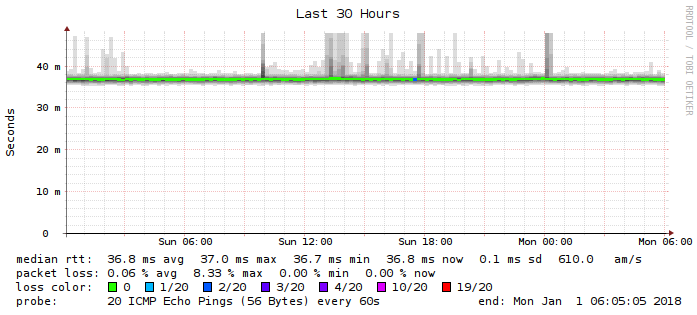 Last 30 Hours
RRDTOOL / TOBI OETIKER
Seconds
40 m
30 m
20 m
10 m
0
Sun 06:00 Sun 12:00 Sun 18:00 Mon 00:00 Mon 06:00
median rtt: 36.8 ms avg 37.0 ms max 36.7 ms min 36.8 ms now 0.1 ms sd 610.0 am/s
packet loss: 0.06 % avg 8.33 % max 0.00 % min 0.00 % now
loss color: 0 1/20 2/20 3/20 4/20 10/20 19/20
probe: 20 ICMP Echo Pings (56 Bytes) every 60s end: Mon Jan 1 06:05:05 2018